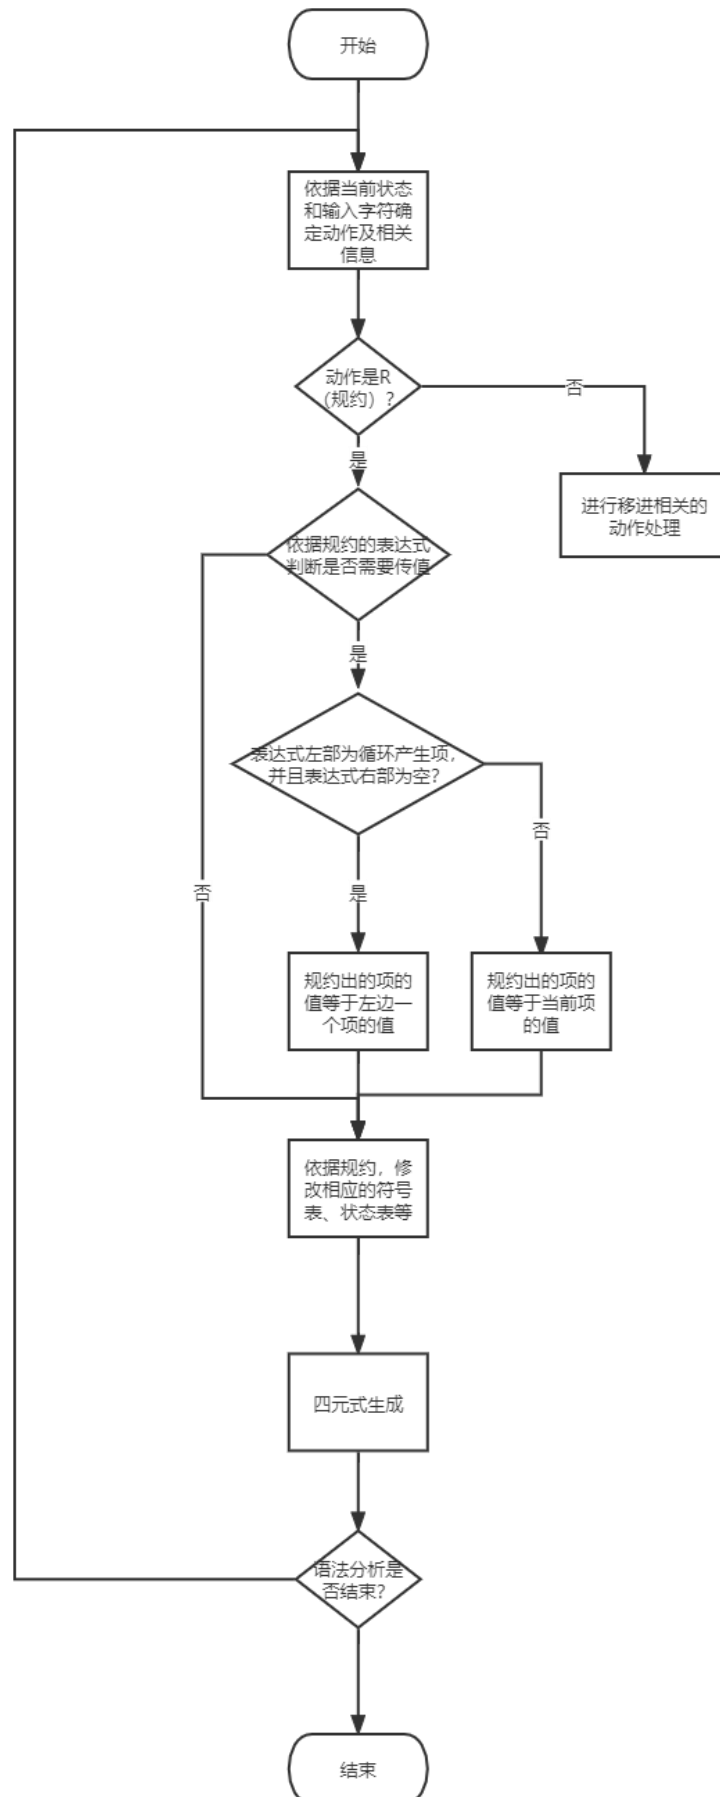 开始
依据当前状态
和输入字符确
定动作及相关
信息
动作是R
（规约）？
否
是
进行移进相关的
动作处理
依据规约的表达式
判断是否需要传值
是
表达式左部为循环产生项，
并且表达式右部为空？
否
否
是
规约出的项的
值等于左边一
个项的值
规约出的项的
值等于当前项
的值
依据规约，修
改相应的符号
表、状态表等
四元式生成
语法分析是
否结束？
结束